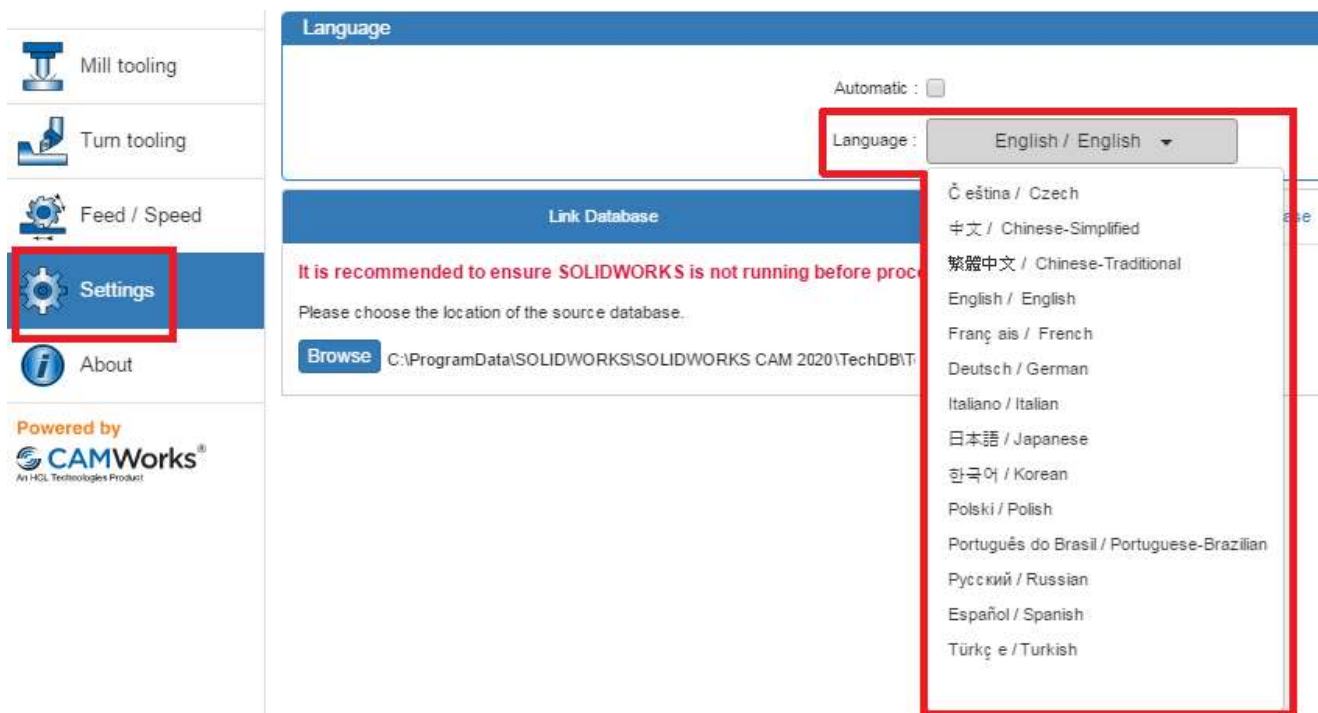 Mill tooling
Turn tooling
Feed / Speed
Settings
About
Powered by
CAMWorks®
An HCL Technologies Product
Language
Automatic :
Language : English / English
Č eština / Czech
中文 / Chinese-Simplified
繁體中文 / Chinese-Traditional
English / English
Franç ais / French
Deutsch / German
Italiano / Italian
日本語 / Japanese
한국어 / Korean
Polski / Polish
Português do Brasil / Portuguese-Brazilian
Русский / Russian
Español / Spanish
Türkç e / Turkish
Link Database
It is recommended to ensure SOLIDWORKS is not running before
Please choose the location of the source database.
Browse C:\ProgramData\SOLIDWORKS\SOLIDWORKS CAM 2020\TechDB\